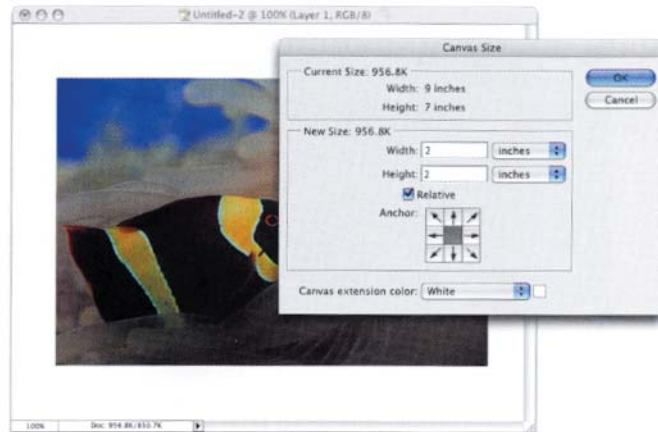 Untitled-2 @ 100% (Layer 1, RGB/8)
Canvas Size
Current Size: 956.8K
Width: 9 inches
Height: 7 inches
OK
Cancel
New Size: 956.8K
Width: 2 inches
Height: 2 inches
Relative
Anchor:
Canvas extension color: White
100% Doc: 956.8K/830.7K